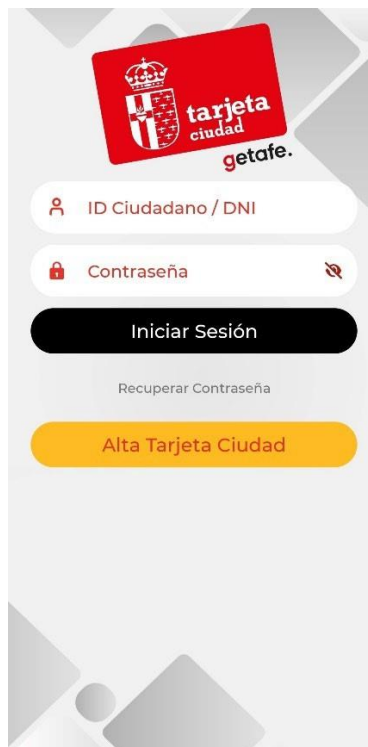 tarjeta
ciudad
getafe.
ID Ciudadano / DNI
Contraseña
Iniciar Sesión
Recuperar Contraseña
Alta Tarjeta Ciudad